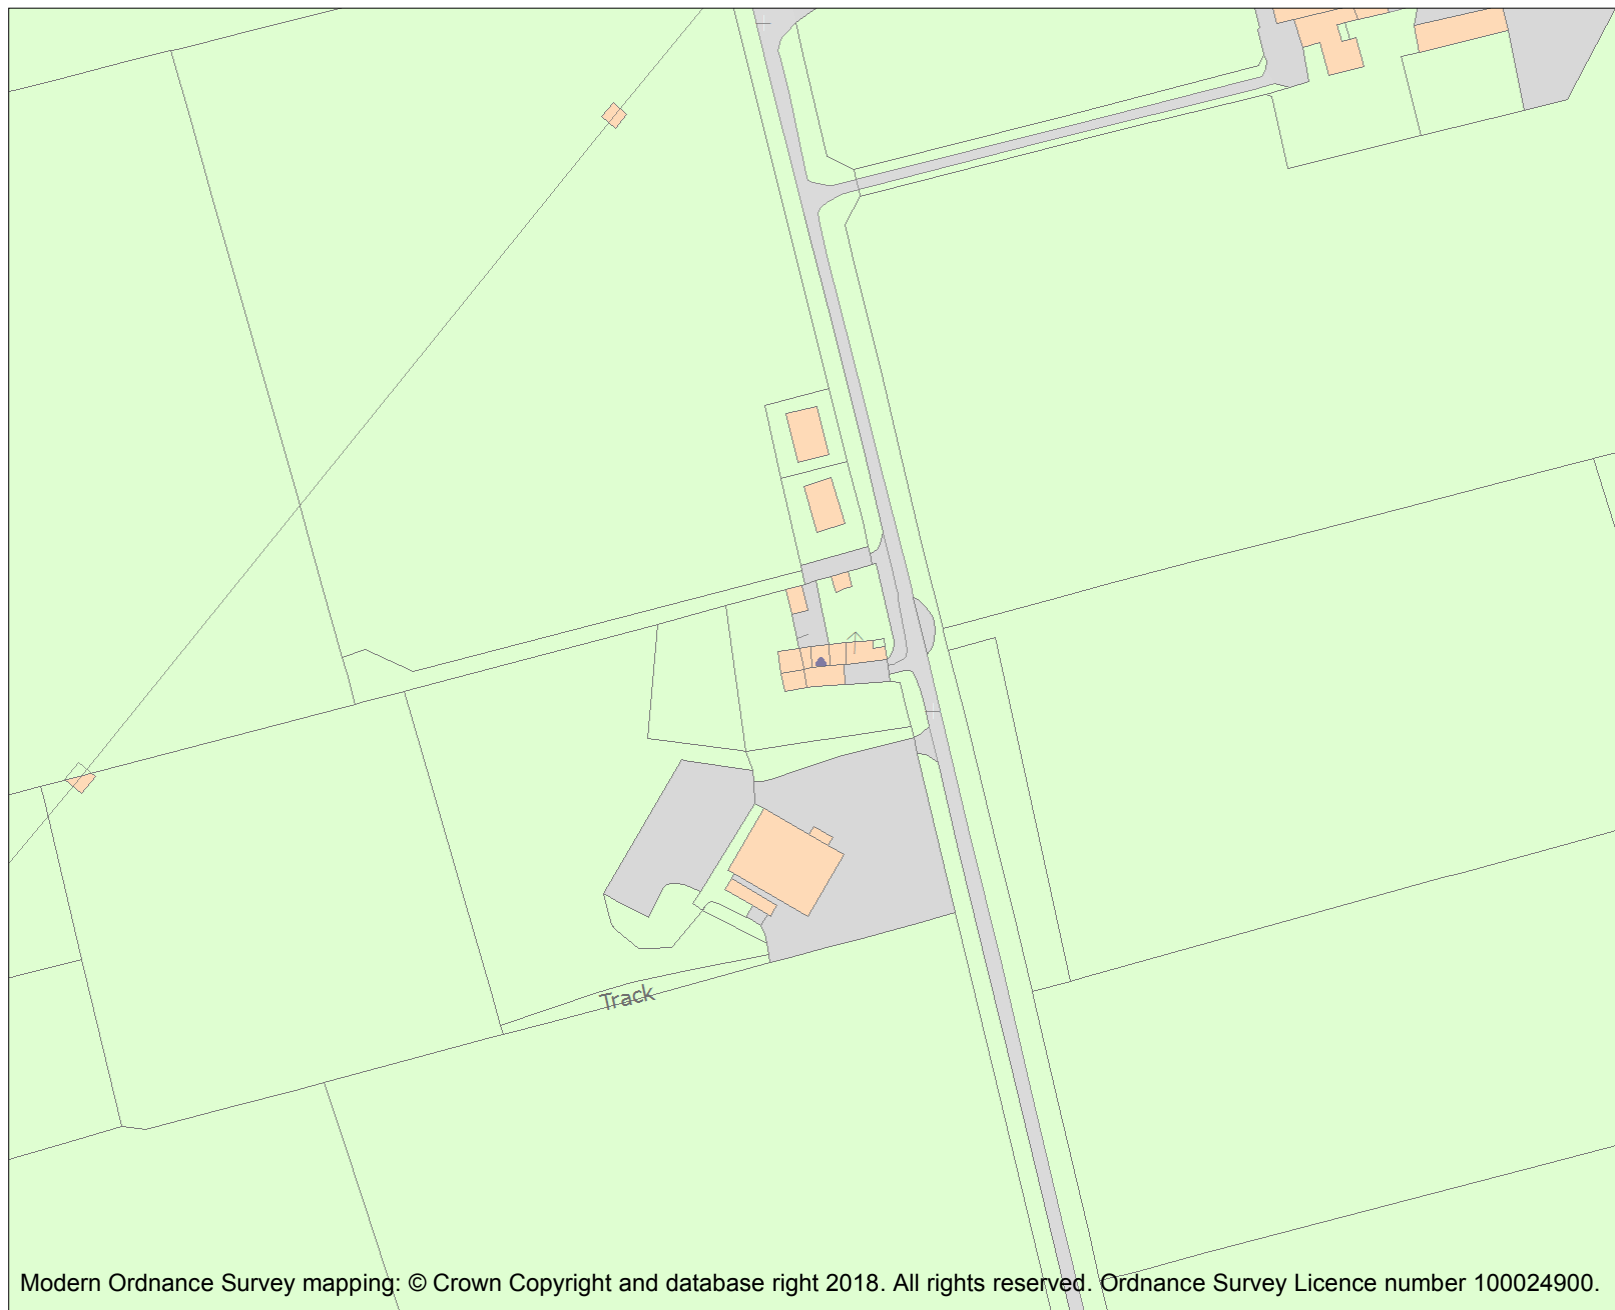 Track
Modern Ordnance Survey mapping: © Crown Copyright and database right 2018. All rights reserved. Ordnance Survey Licence number 100024900.